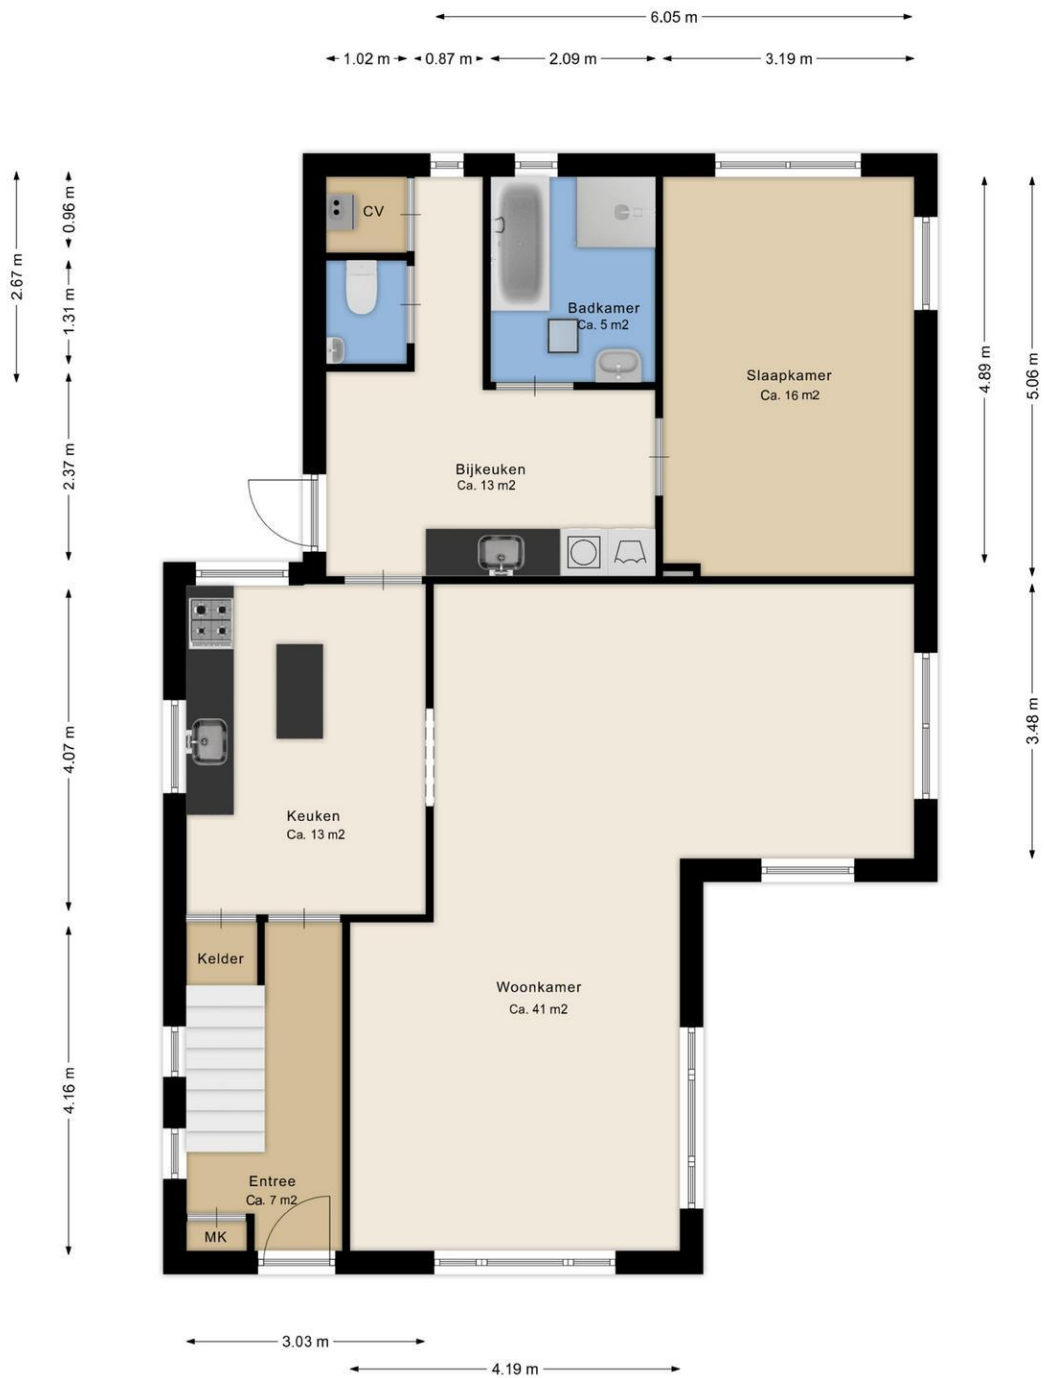 6.05 m
1.02 m
0.87 m
2.09 m
3.19 m
2.67 m
0.96 m
1.31 m
2.37 m
4.07 m
4.16 m
4.89 m
5.06 m
3.48 m
CV
Badkamer
Ca. 5 m2
Slaapkamer
Ca. 16 m2
Bijkeuken
Ca. 13 m2
Keuken
Ca. 13 m2
Kelder
Woonkamer
Ca. 41 m2
Entree
Ca. 7 m2
MK
3.03 m
4.19 m